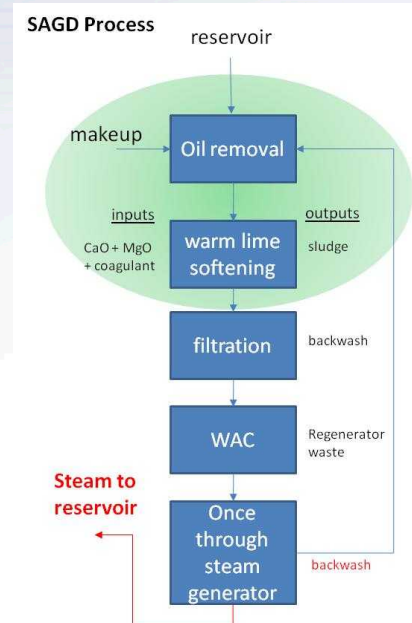 SAGD Process
reservoir
makeup
Oil removal
inputs
outputs
CaO + MgO
+ coagulant
warm lime
softening
sludge
filtration
backwash
WAC
Regenerator
waste
Steam to
reservoir
Once
through
steam
generator
backwash